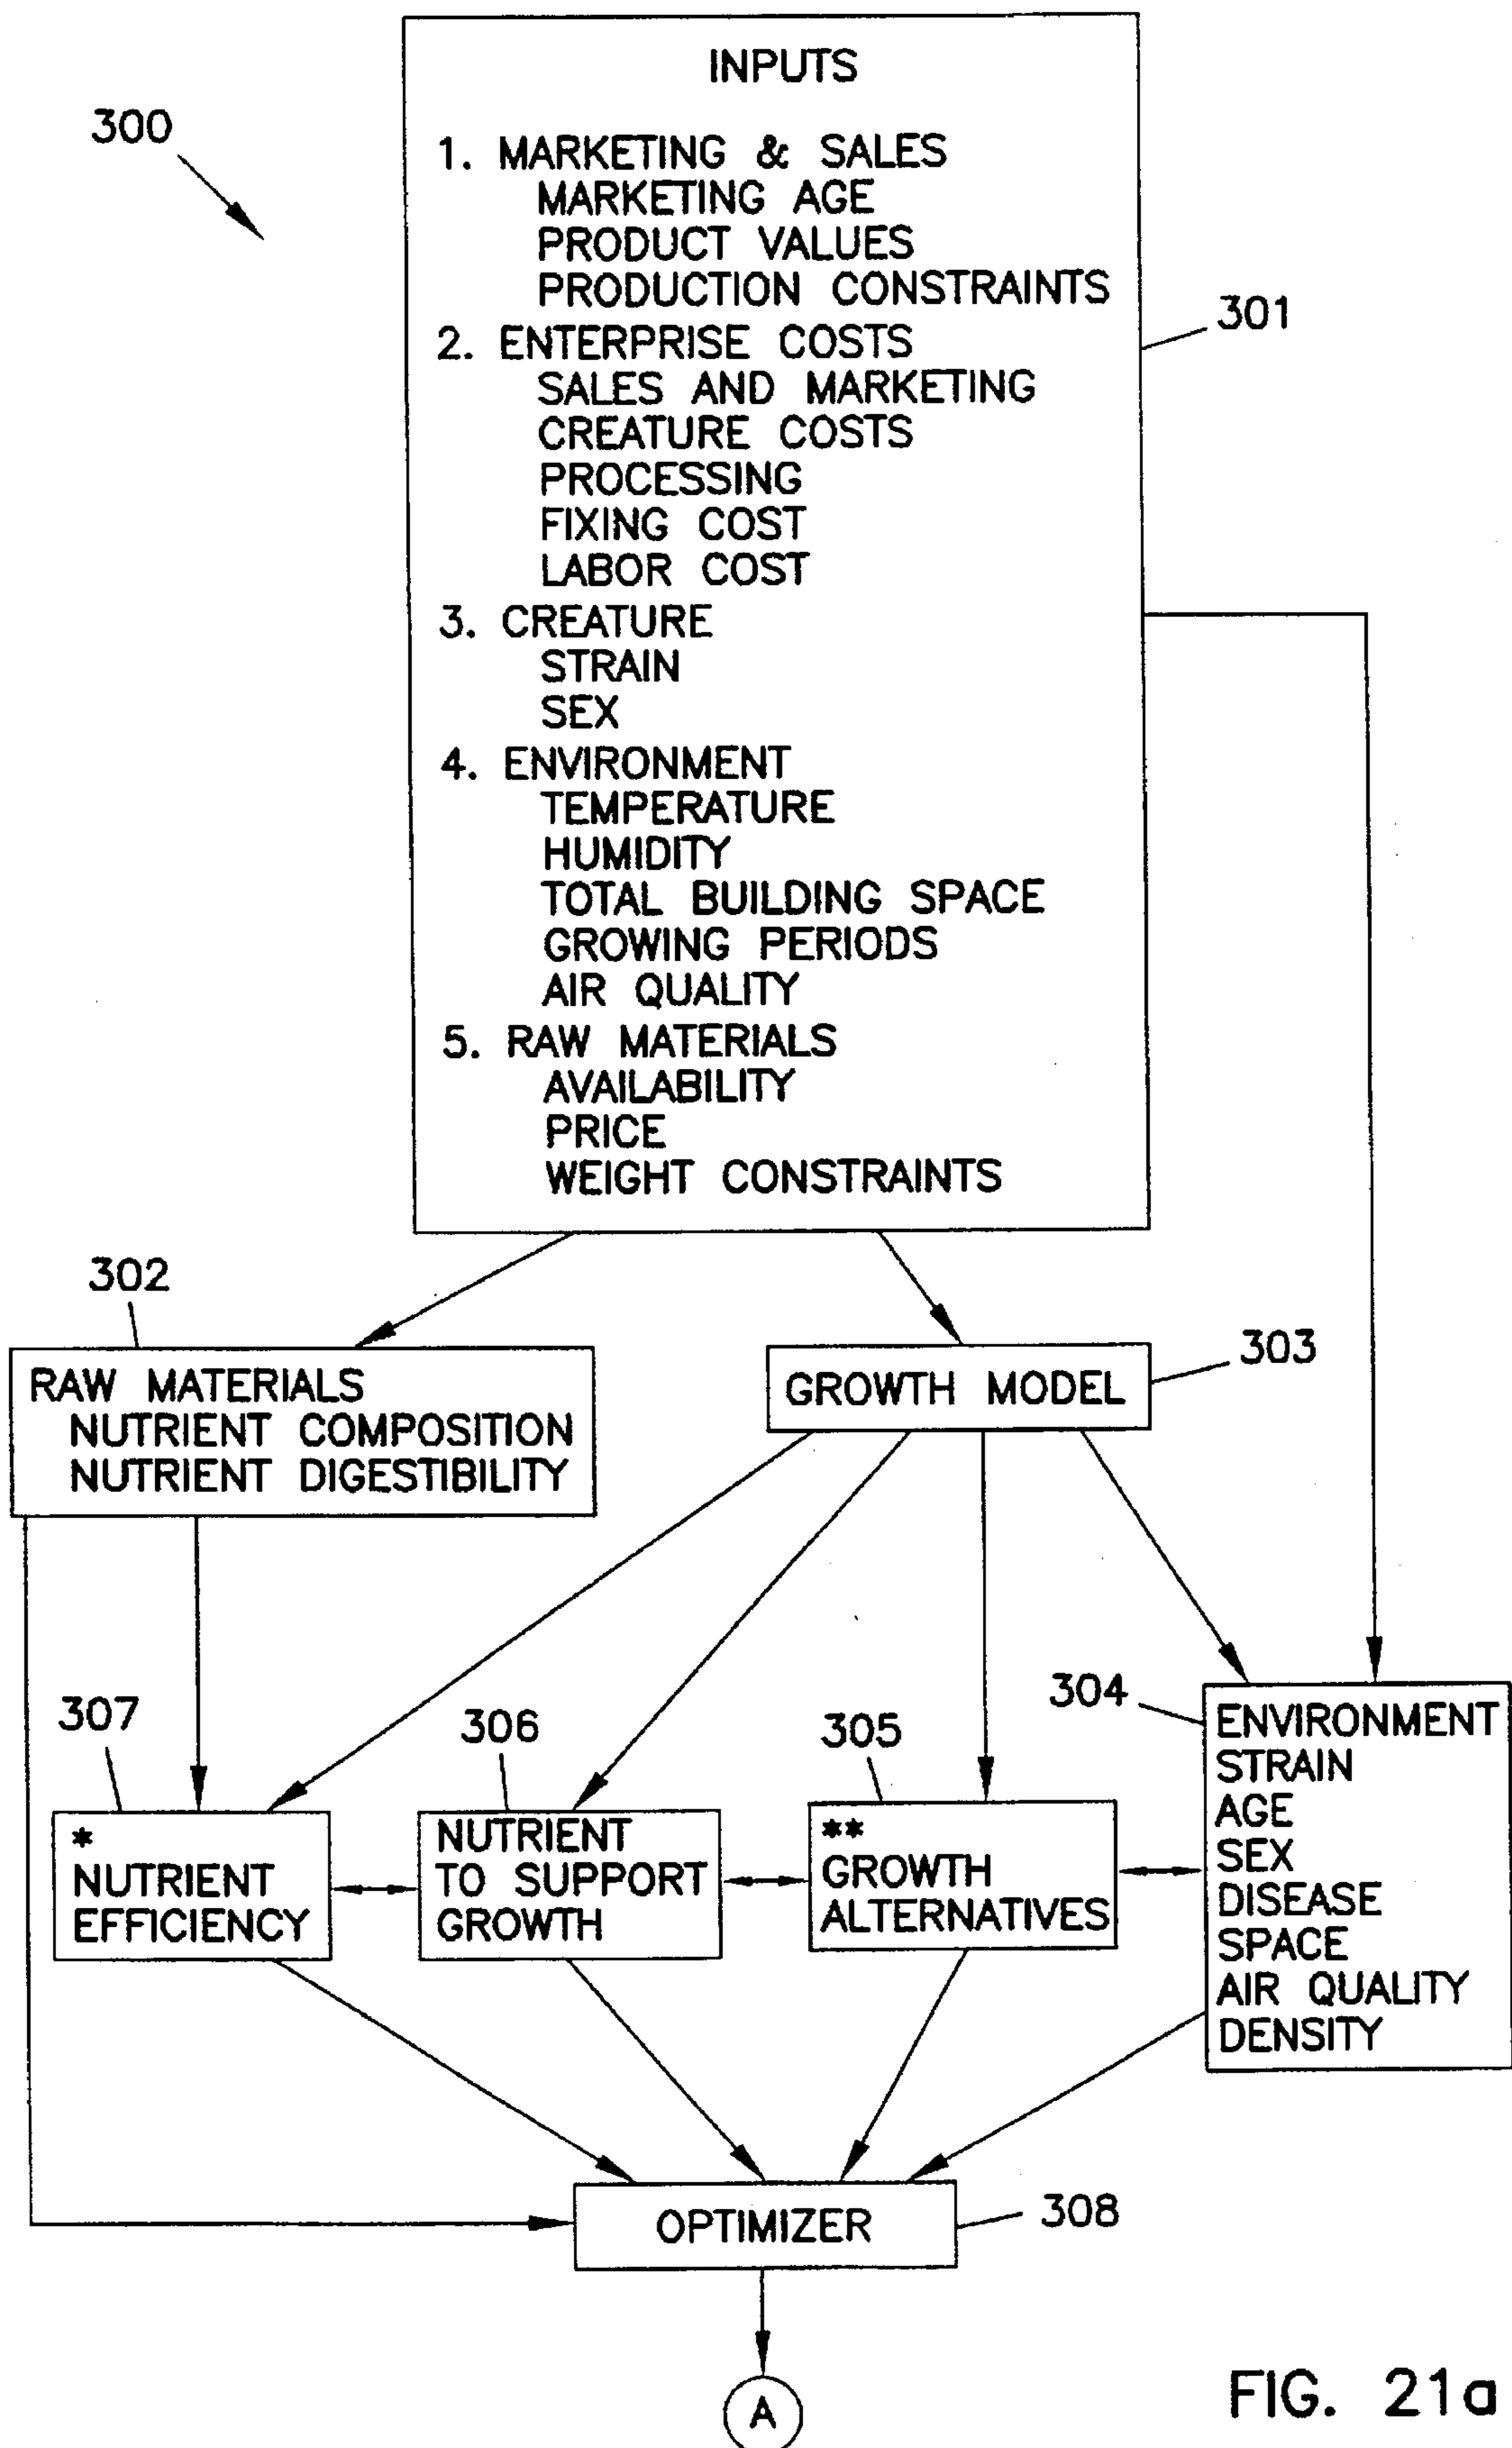 INPUTS
300
1. MARKETING & SALES
MARKETING AGE
PRODUCT VALUES
PRODUCTION CONSTRAINTS
301
2. ENTERPRISE COSTS
SALES AND MARKETING
CREATURE COSTS
PROCESSING
FIXING COST
LABOR COST
3. CREATURE
STRAIN
SEX
4. ENVIRONMENT
TEMPERATURE
HUMIDITY
TOTAL BUILDING SPACE
GROWING PERIODS
AIR QUALITY
5. RAW MATERIALS
AVAILABILITY
PRICE
WEIGHT CONSTRAINTS
302
RAW MATERIALS
NUTRIENT COMPOSITION
NUTRIENT DIGESTIBILITY
303
GROWTH MODEL
307
*
NUTRIENT
EFFICIENCY
306
NUTRIENT
TO SUPPORT
GROWTH
305
**
GROWTH
ALTERNATIVES
304
ENVIRONMENT
STRAIN
AGE
SEX
DISEASE
SPACE
AIR QUALITY
DENSITY
OPTIMIZER
308
A
FIG. 21a